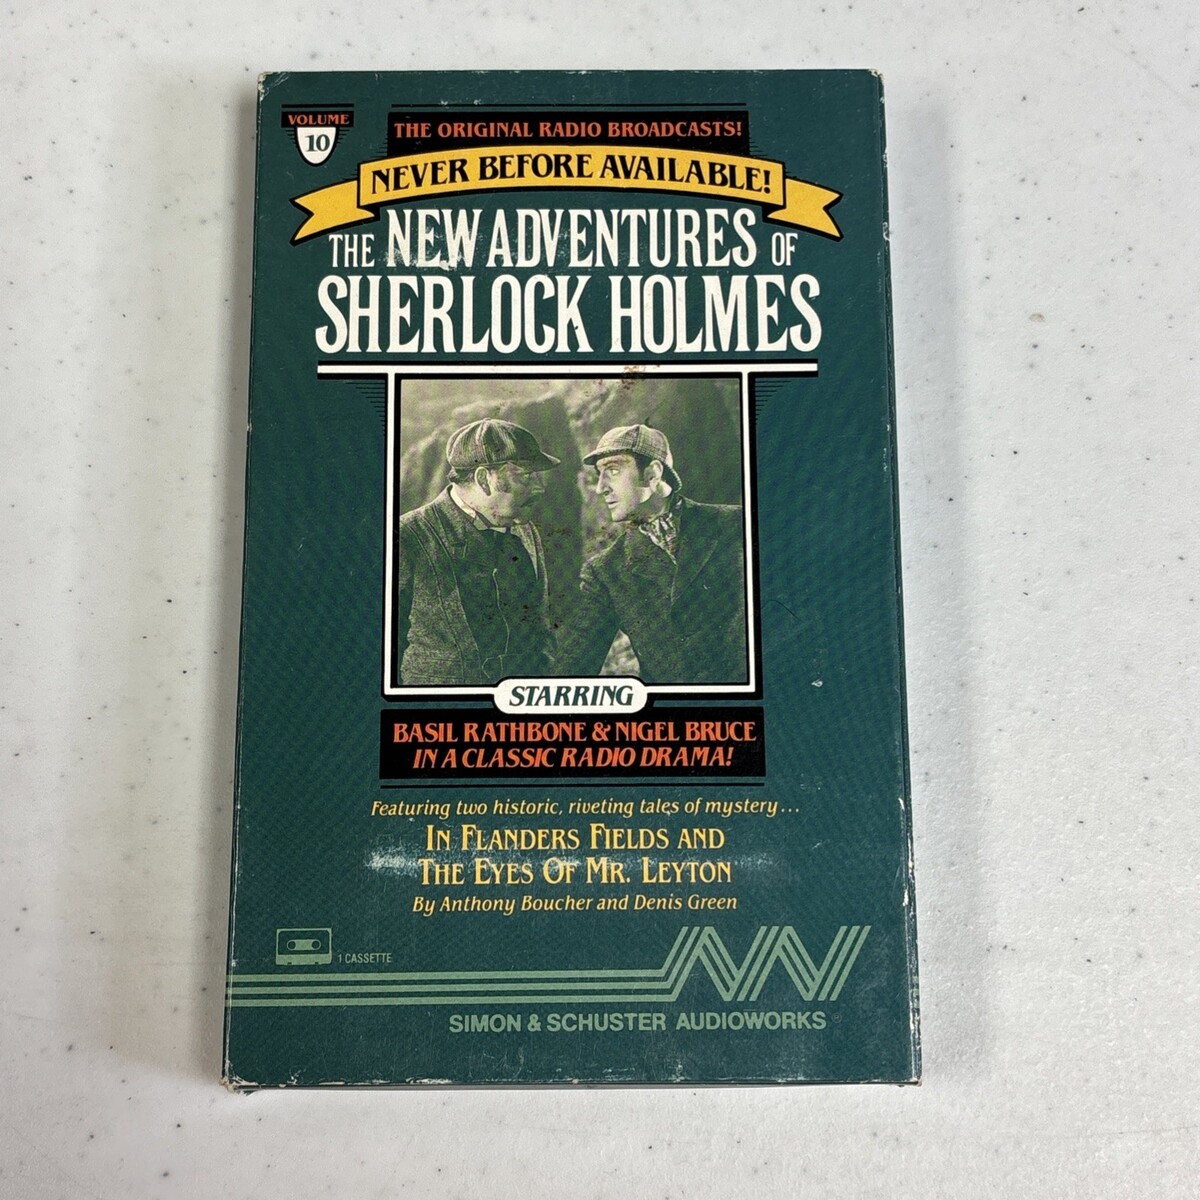 VOLUME
10
THE ORIGINAL RADIO BROADCASTS!
NEVER BEFORE AVAILABLE!
THE NEW ADVENTURES OF
SHERLOCK HOLMES
STARRING
BASIL RATHBONE & NIGEL BRUCE
IN A CLASSIC RADIO DRAMA!
Featuring two historic, riveting tales of mystery...
IN FLANDERS FIELDS AND
THE EYES OF MR. LEYTON
By Anthony Boucher and Denis Green
1 CASSETTE
SIMON & SCHUSTER AUDIOWORKS®